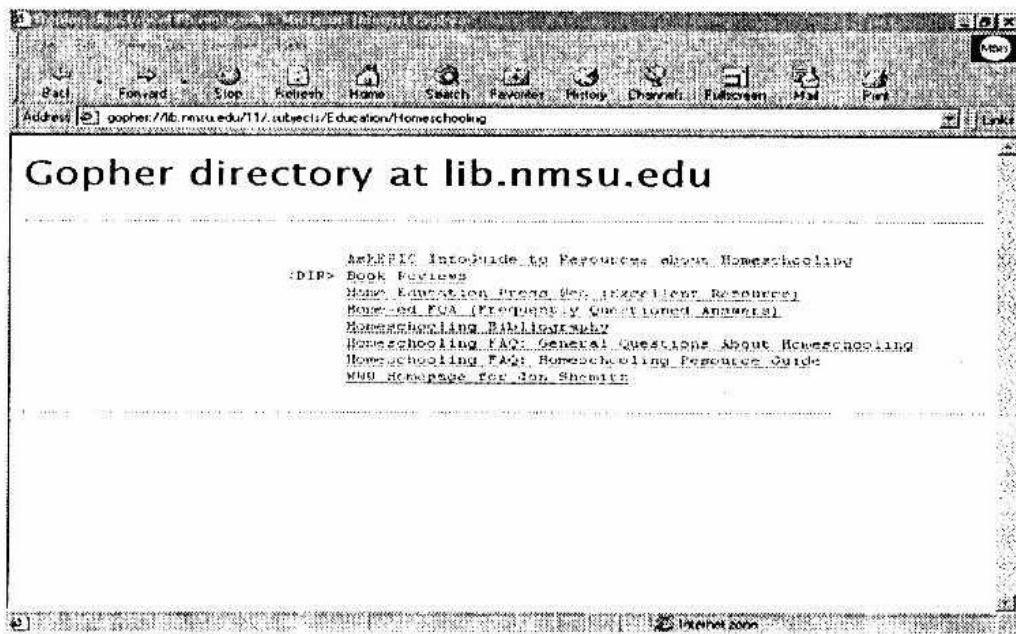 Microsoft Internet Explorer
Back Forward Stop Refresh Home Search Favorites History Channels Fullscreen Mail Print
Address gopher://lib.nmsu.edu/11/.subjects/Education/Homeschooling Links
Gopher directory at lib.nmsu.edu
AskERIC InfoGuide to Resources about Homeschooling
<DIR> Book Reviews
Home Education Press Web (Excellent Resource)
Home-ed FQA (Frequently Questioned Answers)
Homeschooling Bibliography
Homeschooling FAQ: General Questions About Homeschooling
Homeschooling FAQ: Homeschooling Resource Guide
WWW Homepage for Jon Shemitz
Internet zone